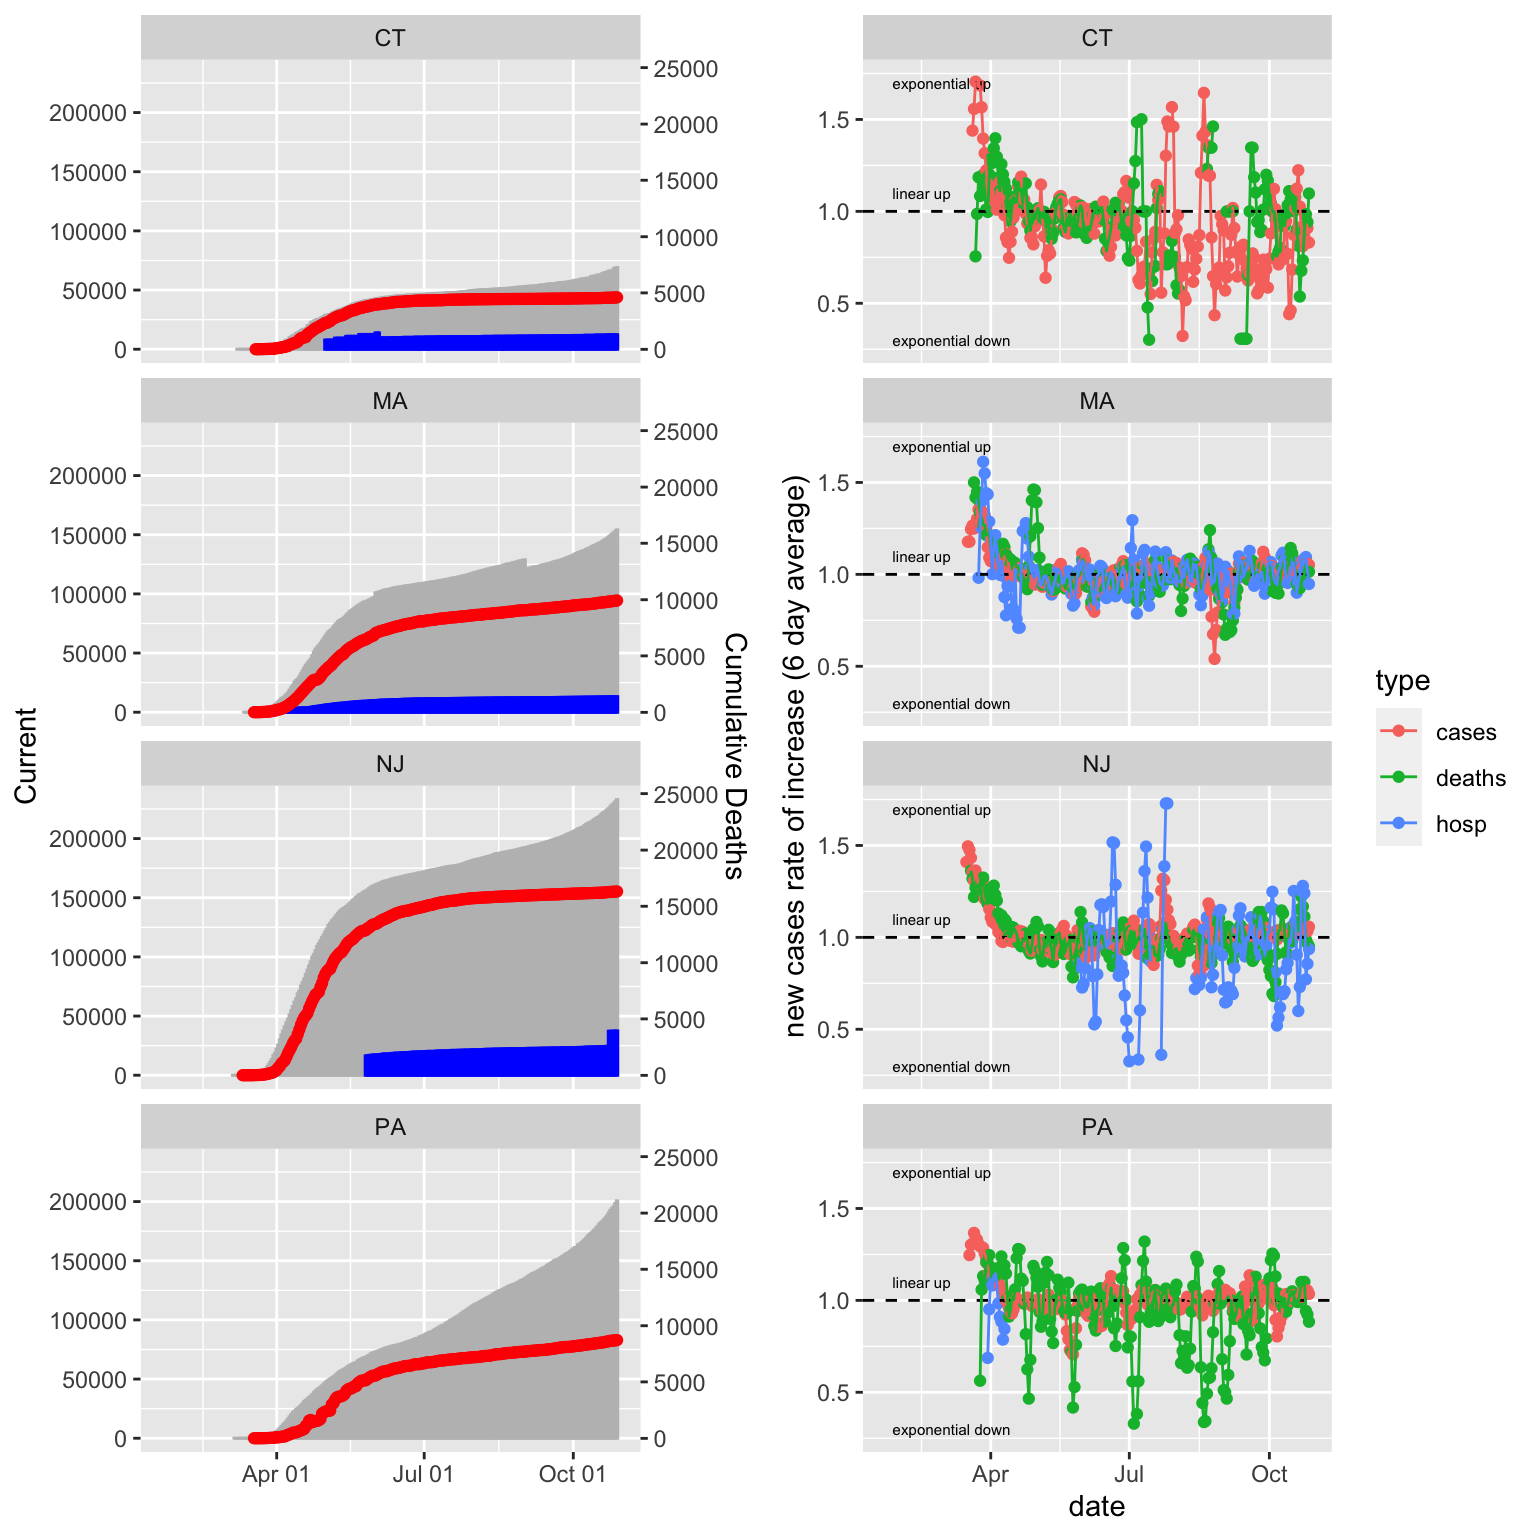 CT
25000
200000
20000
150000
15000
100000
10000
50000
5000
0
0
MA
25000
200000
20000
150000
15000
100000
10000
50000
5000
0
0
NJ
25000
200000
20000
150000
15000
100000
10000
50000
5000
0
0
PA
25000
200000
20000
150000
15000
100000
10000
50000
5000
0
0
Apr 01
Jul 01
Oct 01
Current
Cumulative Deaths
CT
exponential up
1.5
linear up
1.0
0.5
exponential down
MA
exponential up
1.5
linear up
1.0
0.5
exponential down
NJ
exponential up
1.5
linear up
1.0
0.5
exponential down
PA
exponential up
1.5
linear up
1.0
0.5
exponential down
Apr
Jul
Oct
date
new cases rate of increase (6 day average)
type
cases
deaths
hosp